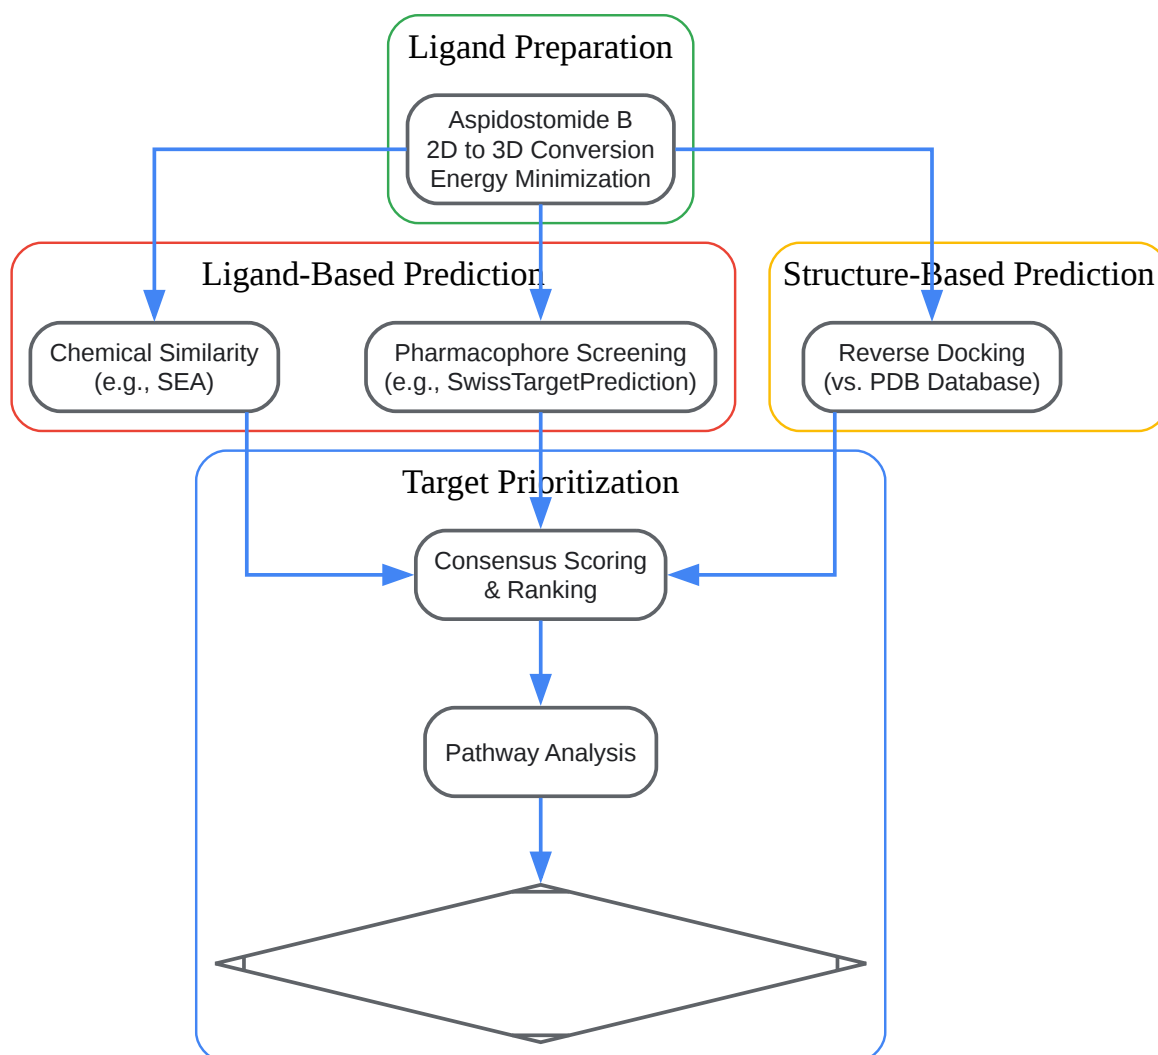 Ligand Preparation
Aspidostomide B
2D to 3D Conversion
Energy Minimization
Ligand-Based Prediction
Structure-Based Prediction
Chemical Similarity
(e.g., SEA)
Pharmacophore Screening
(e.g., SwissTargetPrediction)
Reverse Docking
(vs. PDB Database)
Target Prioritization
Consensus Scoring
& Ranking
Pathway Analysis